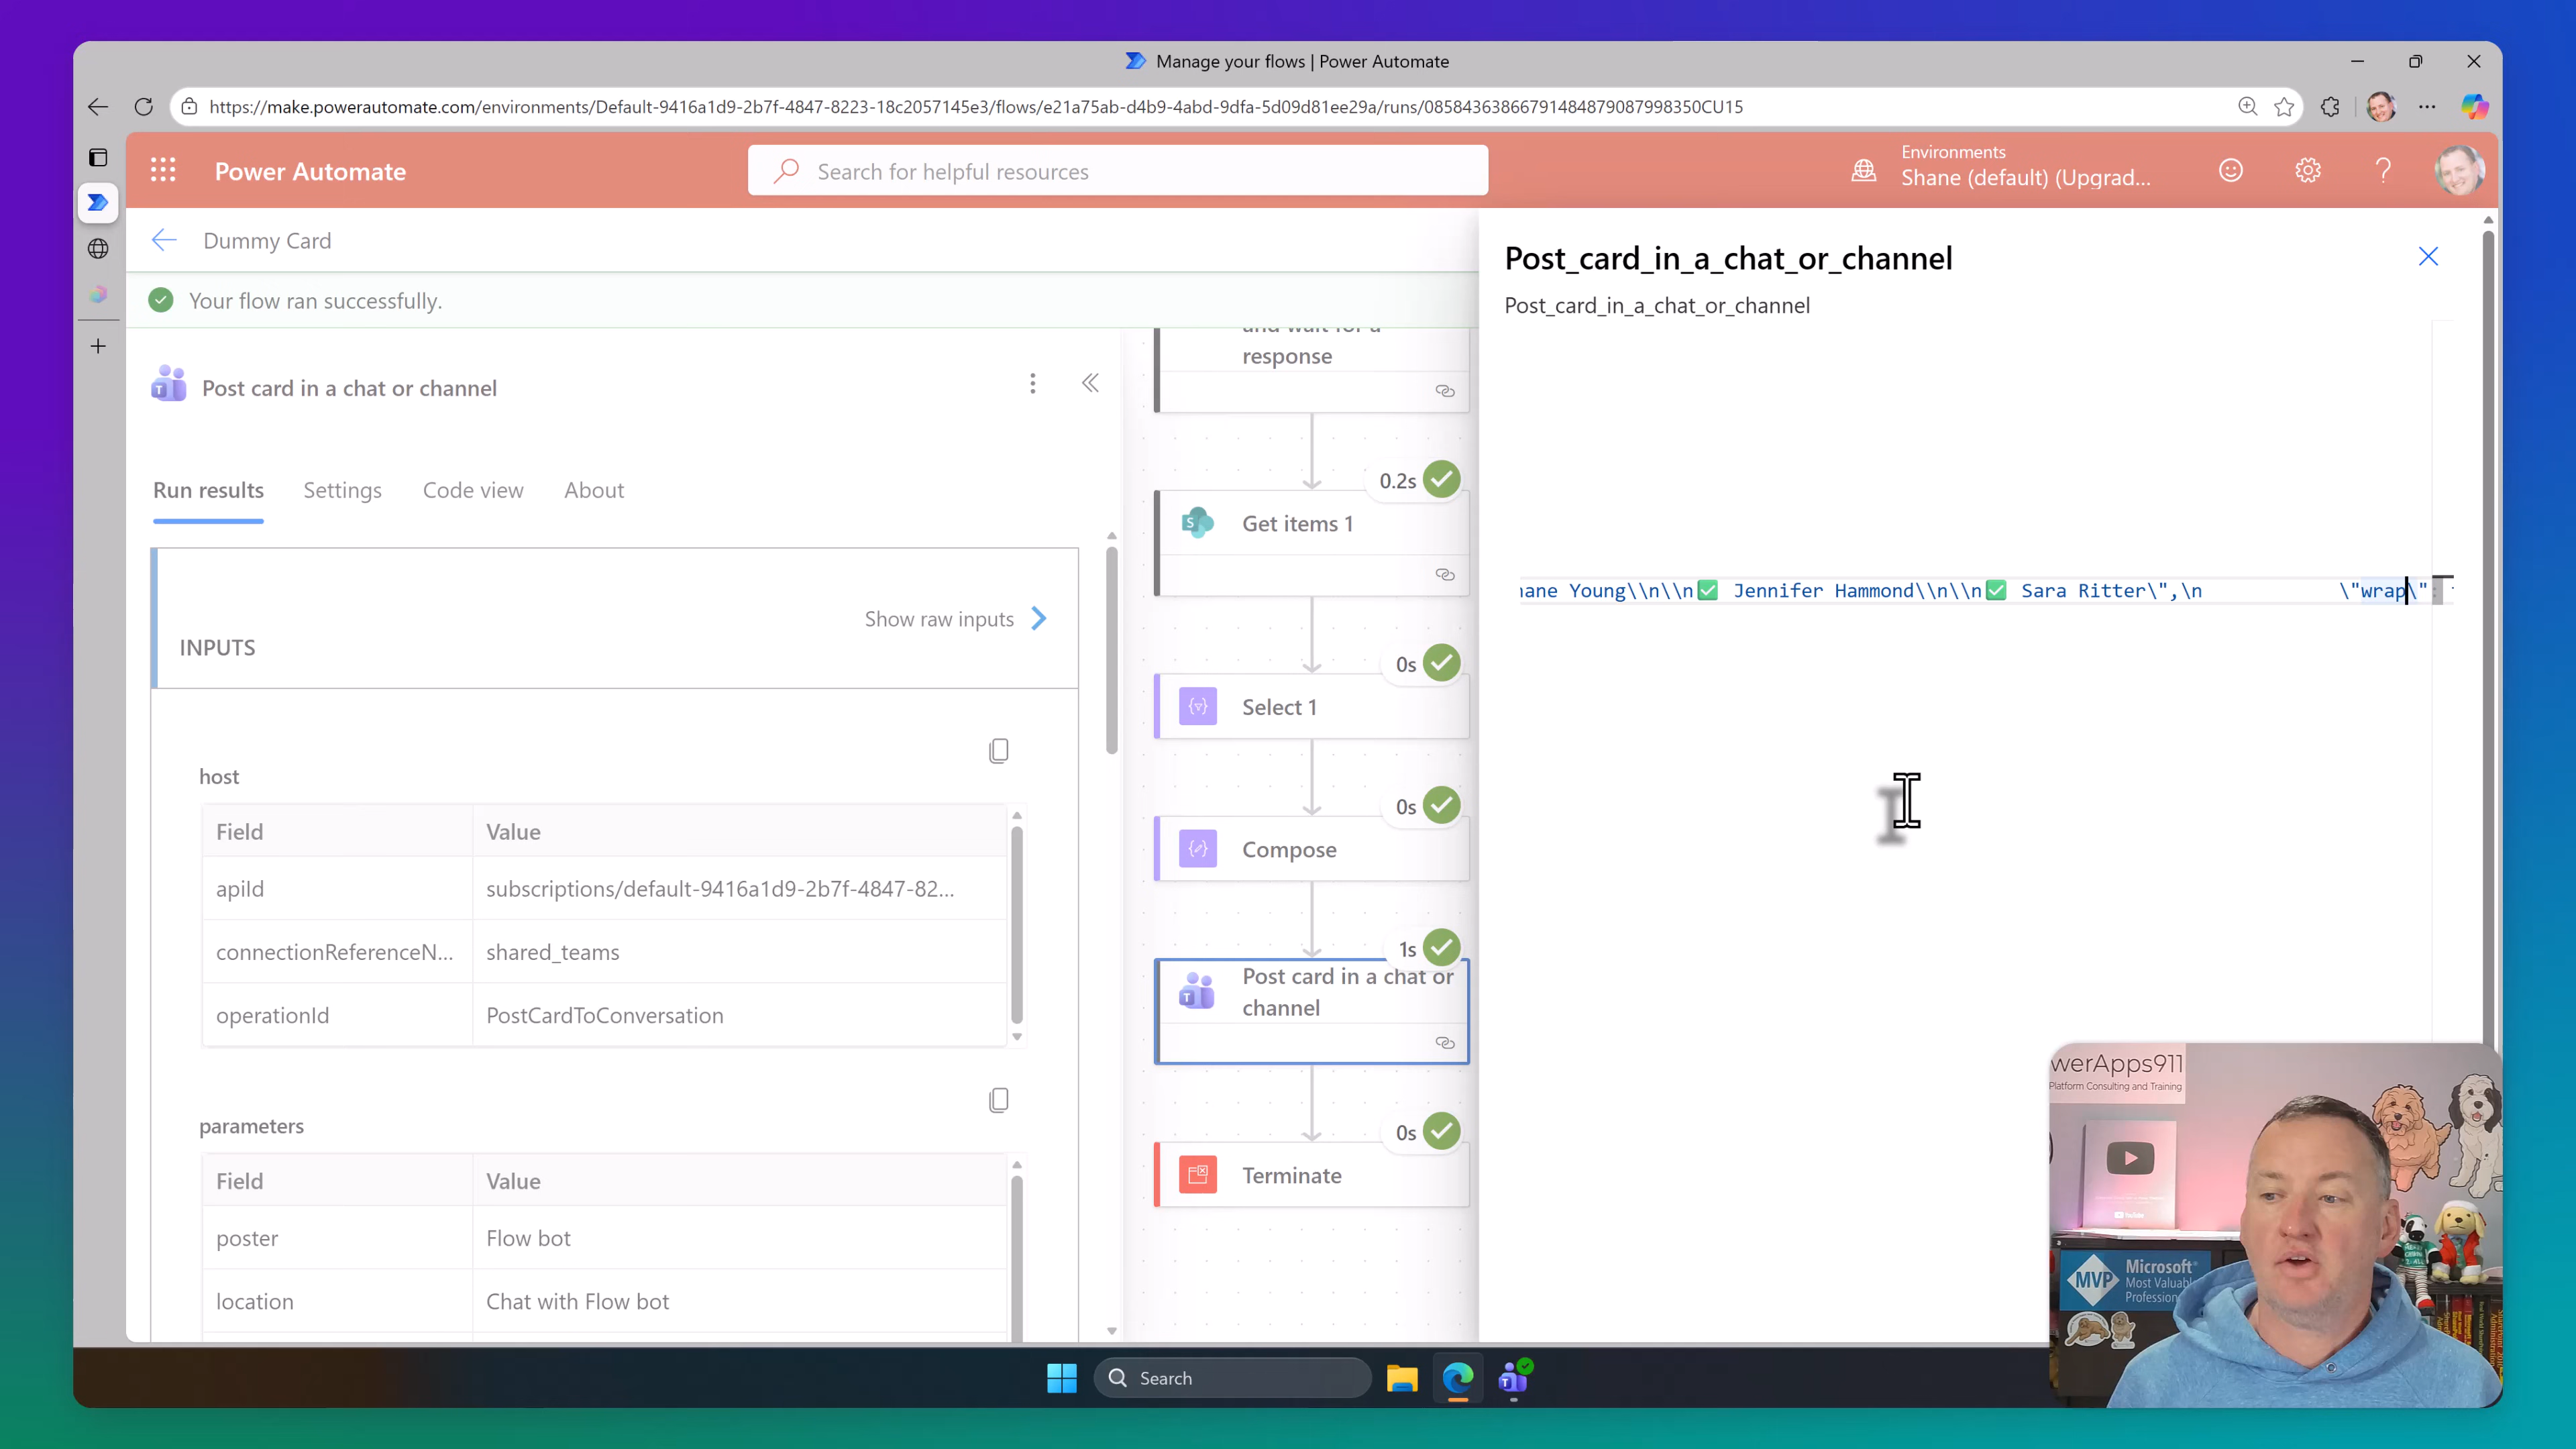 Manage your flows | Power Automate
https://make.powerautomate.com/environments/Default-9416a1d9-2b7f-4847-8223-18c2057145e3/flows/e21a75ab-d4b9-4abd-9dfa-5d09d81ee29a/runs/08584363866791484879087998350CU15
Power Automate
Search for helpful resources
Environments
Shane (default) (Upgrad...
Dummy Card
Your flow ran successfully.
Post card in a chat or channel
Run results
Settings
Code view
About
Show raw inputs
INPUTS
host
Field
Value
apiId
subscriptions/default-9416a1d9-2b7f-4847-82...
connectionReferenceN...
shared_teams
operationId
PostCardToConversation
parameters
Field
Value
poster
Flow bot
location
Chat with Flow bot
and wait for a
response
0.2s
Get items 1
0s
Select 1
0s
Compose
1s
Post card in a chat or
channel
0s
Terminate
Post_card_in_a_chat_or_channel
Post_card_in_a_chat_or_channel
hane Young\\n\\n✅ Jennifer Hammond\\n\\n✅ Sara Ritter\",\n \"wrap\"
werApps911
Platform Consulting and Training
YouTube
MVP
Microsoft
Most Valuabl
Profession
Search